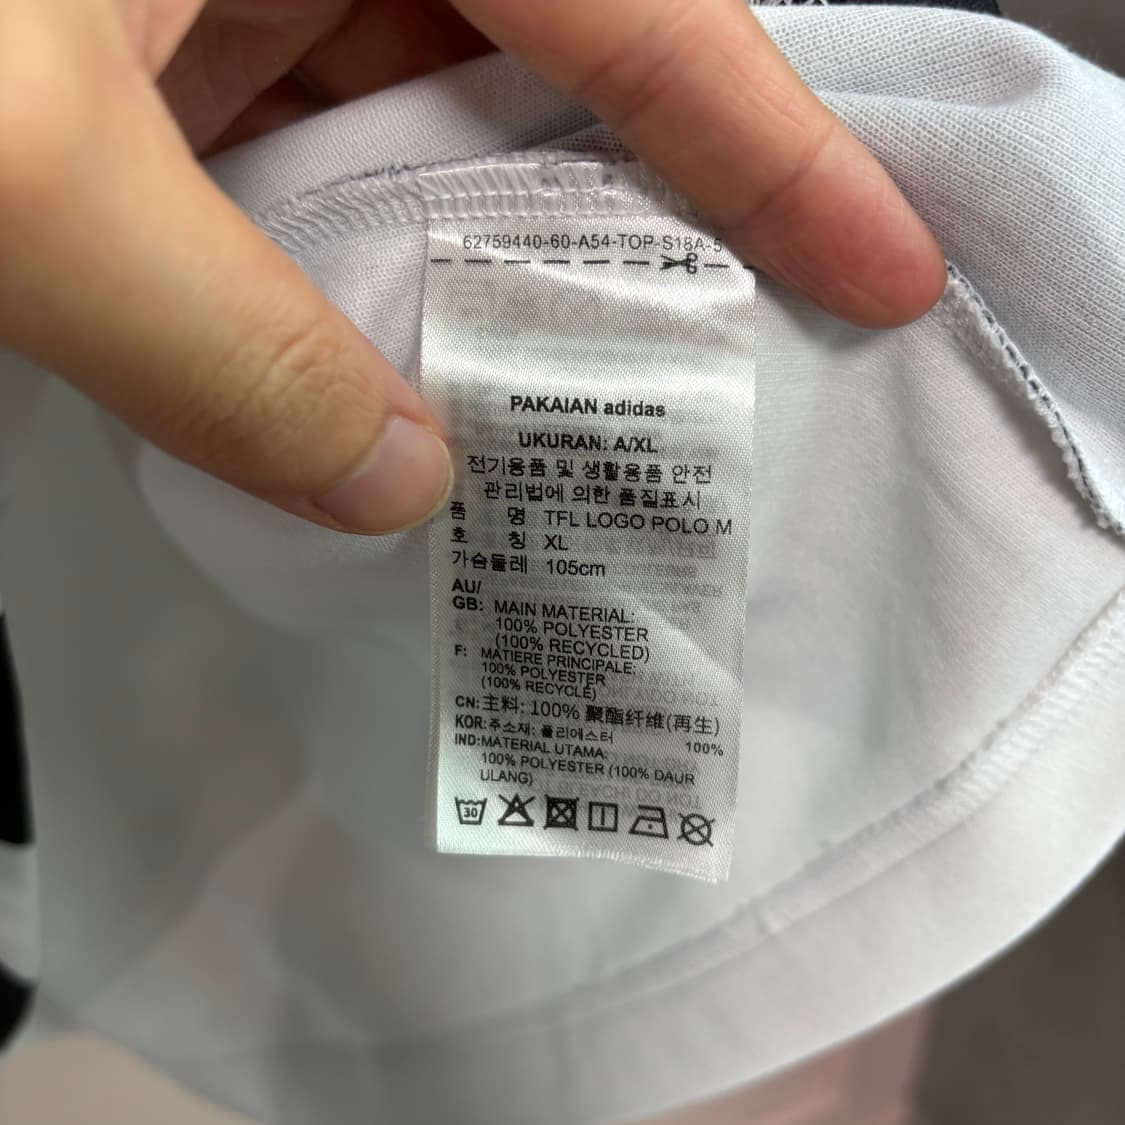 62759440-60-A54-TOP-S18A-5
PAKAIAN adidas
UKURAN: A/XL
전기용품 및 생활용품 안전
관리법에 의한 품질표시
품 명 TFL LOGO POLO M
호 칭 XL
가슴둘레 105cm
AU/
GB: MAIN MATERIAL:
100% POLYESTER
(100% RECYCLED)
F: MATIERE PRINCIPALE:
100% POLYESTER
(100% RECYCLÉ)
CN: 主料: 100% 聚酯纤维(再生)
KOR: 주소재: 폴리에스터
100%
IND: MATERIAL UTAMA:
100% POLYESTER (100% DAUR
ULANG)
30